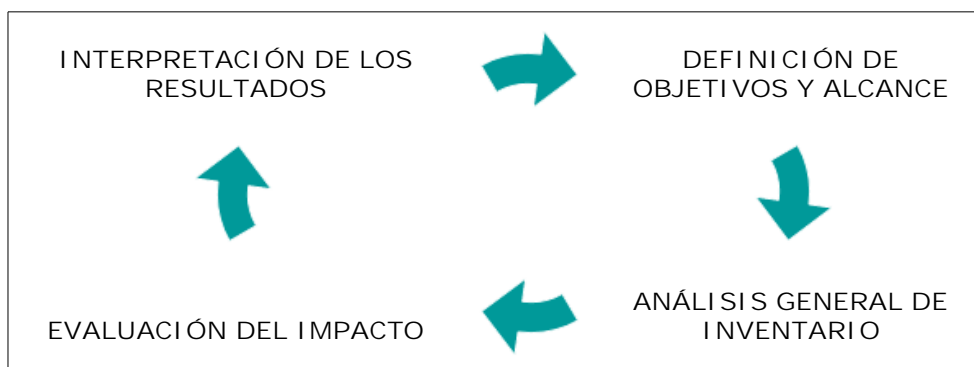 INTERPRETACIÓN DE LOS
RESULTADOS
DEFINICIÓN DE
OBJETIVOS Y ALCANCE
EVALUACIÓN DEL IMPACTO
ANÁLISIS GENERAL DE
INVENTARIO